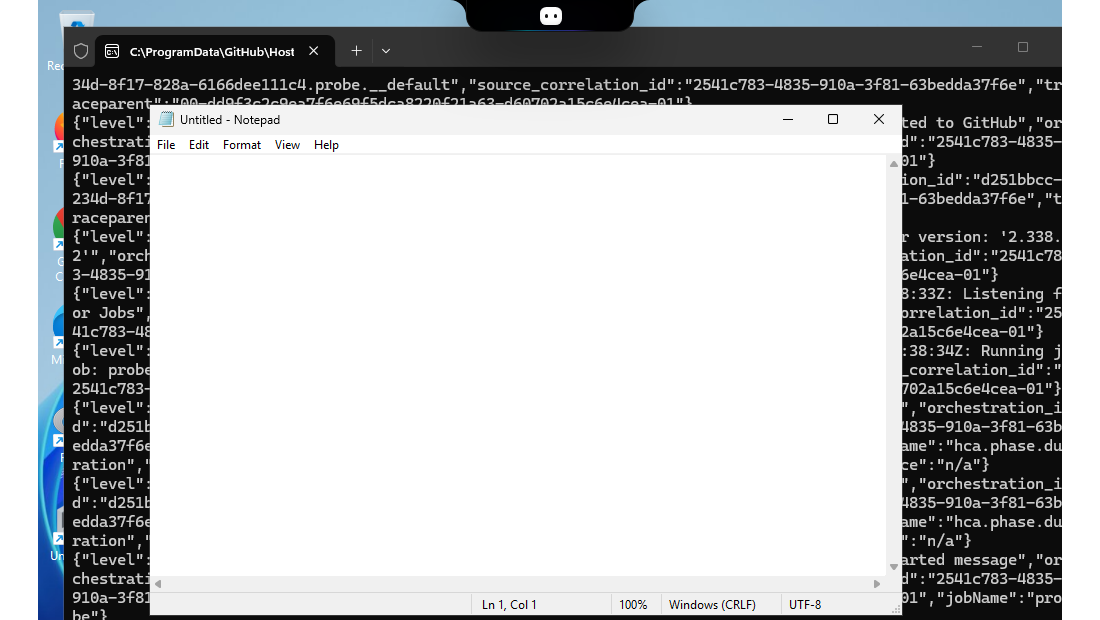 C:\ProgramData\GitHub\Host
34d-8f17-828a-6166dee111c4.probe.__default","source_correlation_id":"2541c783-4835-910a-3f81-63bedda37f6e","tr
aceparent":"00-dd9f3c2c9ea7f6e69f5dca8220f21a63-d60702a15c6e4cea-01"}
Untitled - Notepad
File Edit Format View Help
{"level": ted to GitHub","or
chestrati d":"2541c783-4835-
910a-3f81 01"}
{"level": ion_id":"d251bbcc-
234d-8f17 1-63bedda37f6e","t
raceparen
{"level": r version: '2.338.
2'","orch ation_id":"2541c78
3-4835-91 6e4cea-01"}
{"level": 8:33Z: Listening f
or Jobs", orrelation_id":"25
41c783-48 2a15c6e4cea-01"}
{"level": :38:34Z: Running j
ob: probe _correlation_id":"
2541c783- 702a15c6e4cea-01"}
{"level": ","orchestration_i
d":"d251b 4835-910a-3f81-63b
edda37f6e ame":"hca.phase.du
ration"," ce":"n/a"}
{"level": ","orchestration_i
d":"d251b 4835-910a-3f81-63b
edda37f6e ame":"hca.phase.du
ration"," ":"n/a"}
{"level": arted message","or
chestrati d":"2541c783-4835-
910a-3f81 01","jobName":"pro
be"}
Ln 1, Col 1 100% Windows (CRLF) UTF-8